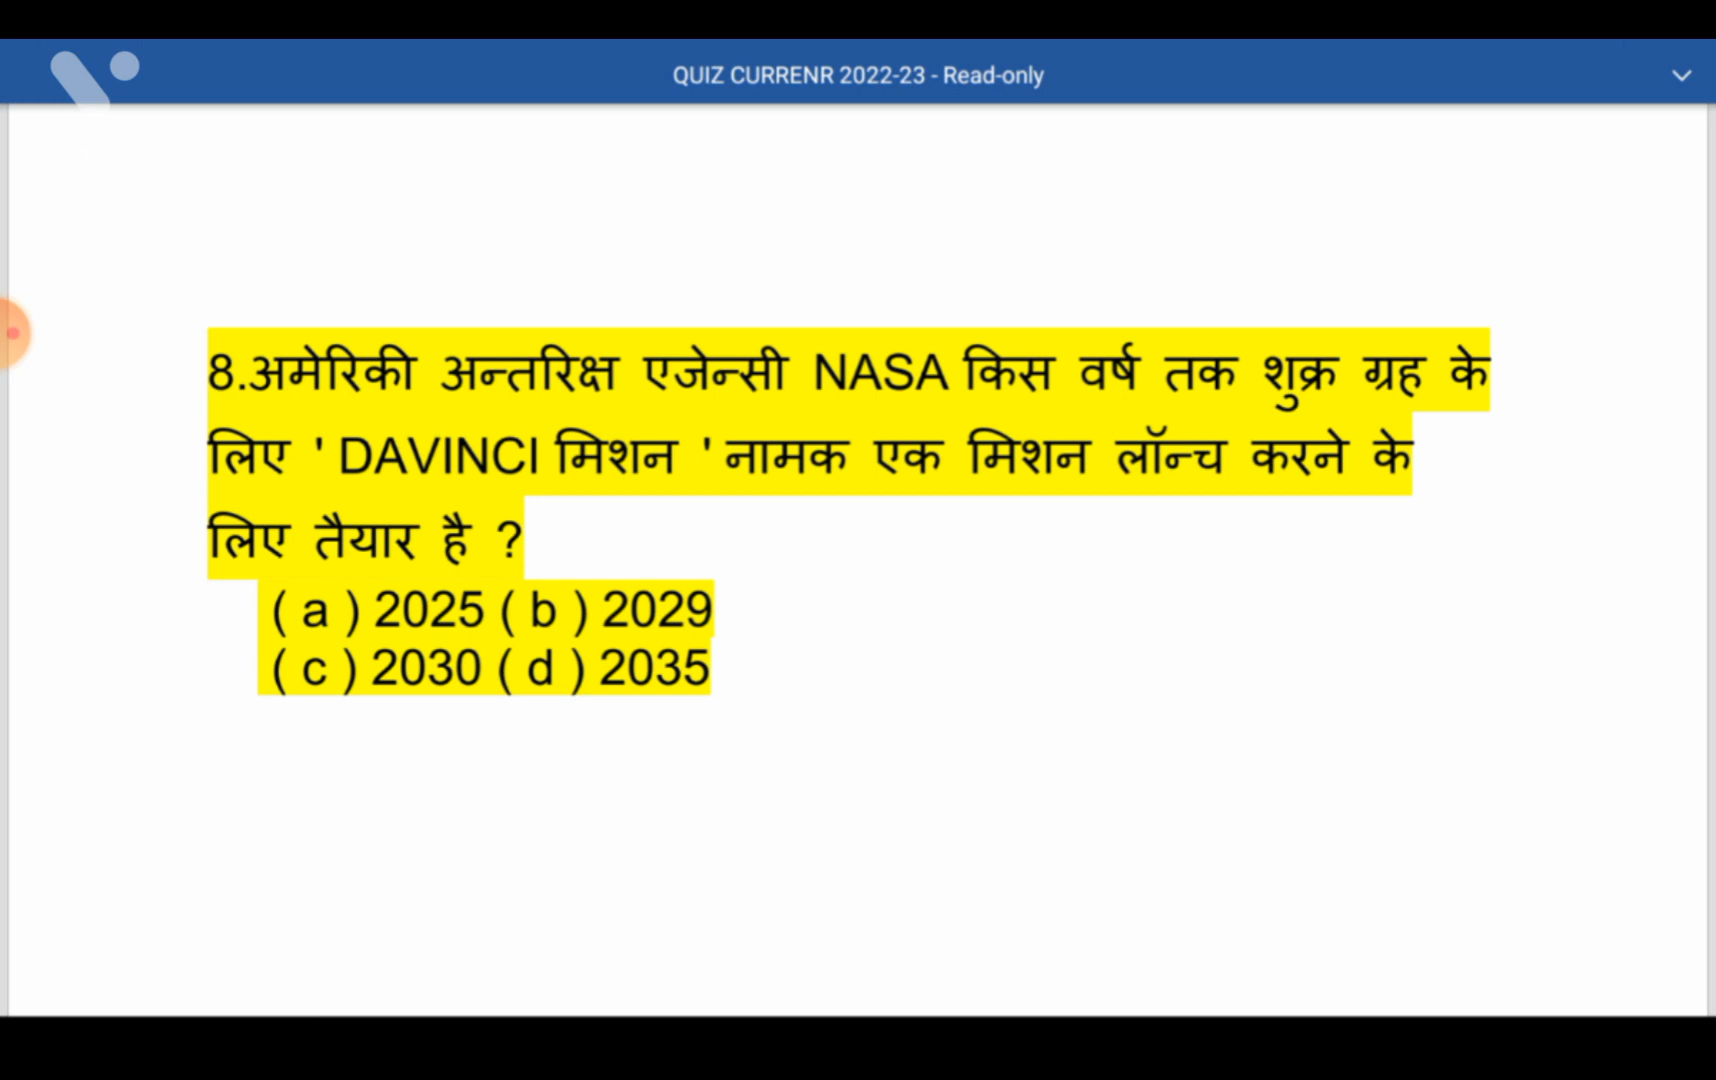 QUIZ CURRENR 2022-23 - Read-only
8.अमेरिकी अन्तरिक्ष एजेन्सी NASA किस वर्ष तक शुक्र ग्रह के
लिए ' DAVINCI मिशन ' नामक एक मिशन लॉन्च करने के
लिए तैयार है ?
( a ) 2025 ( b ) 2029
( c ) 2030 ( d ) 2035